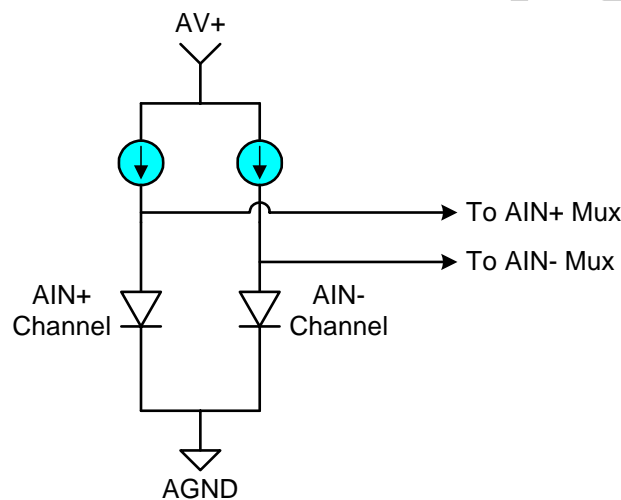 AV+
To AIN+ Mux
To AIN- Mux
AIN+
Channel
AIN-
Channel
AGND